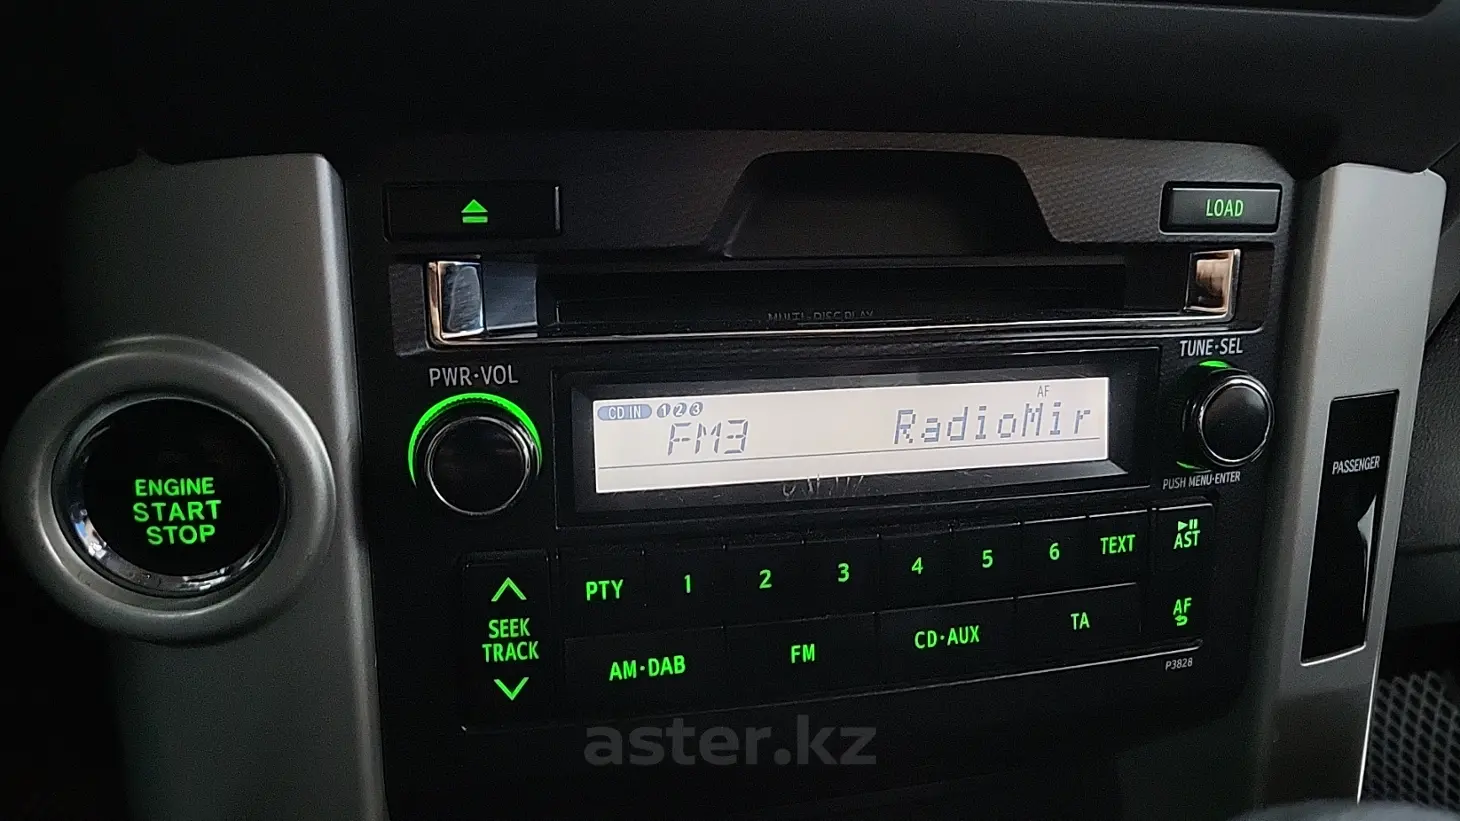 LOAD
MULTI-DISC PLAY
PWR·VOL
TUNE·SEL
CD IN 1 2 3
AF
FM3 RadioMir
PUSH MENU·ENTER
PASSENGER
ENGINE
START
STOP
PTY 1 2 3 4 5 6 TEXT
AST
SEEK
TRACK
AM·DAB FM CD·AUX TA
AF
P3828
aster.kz